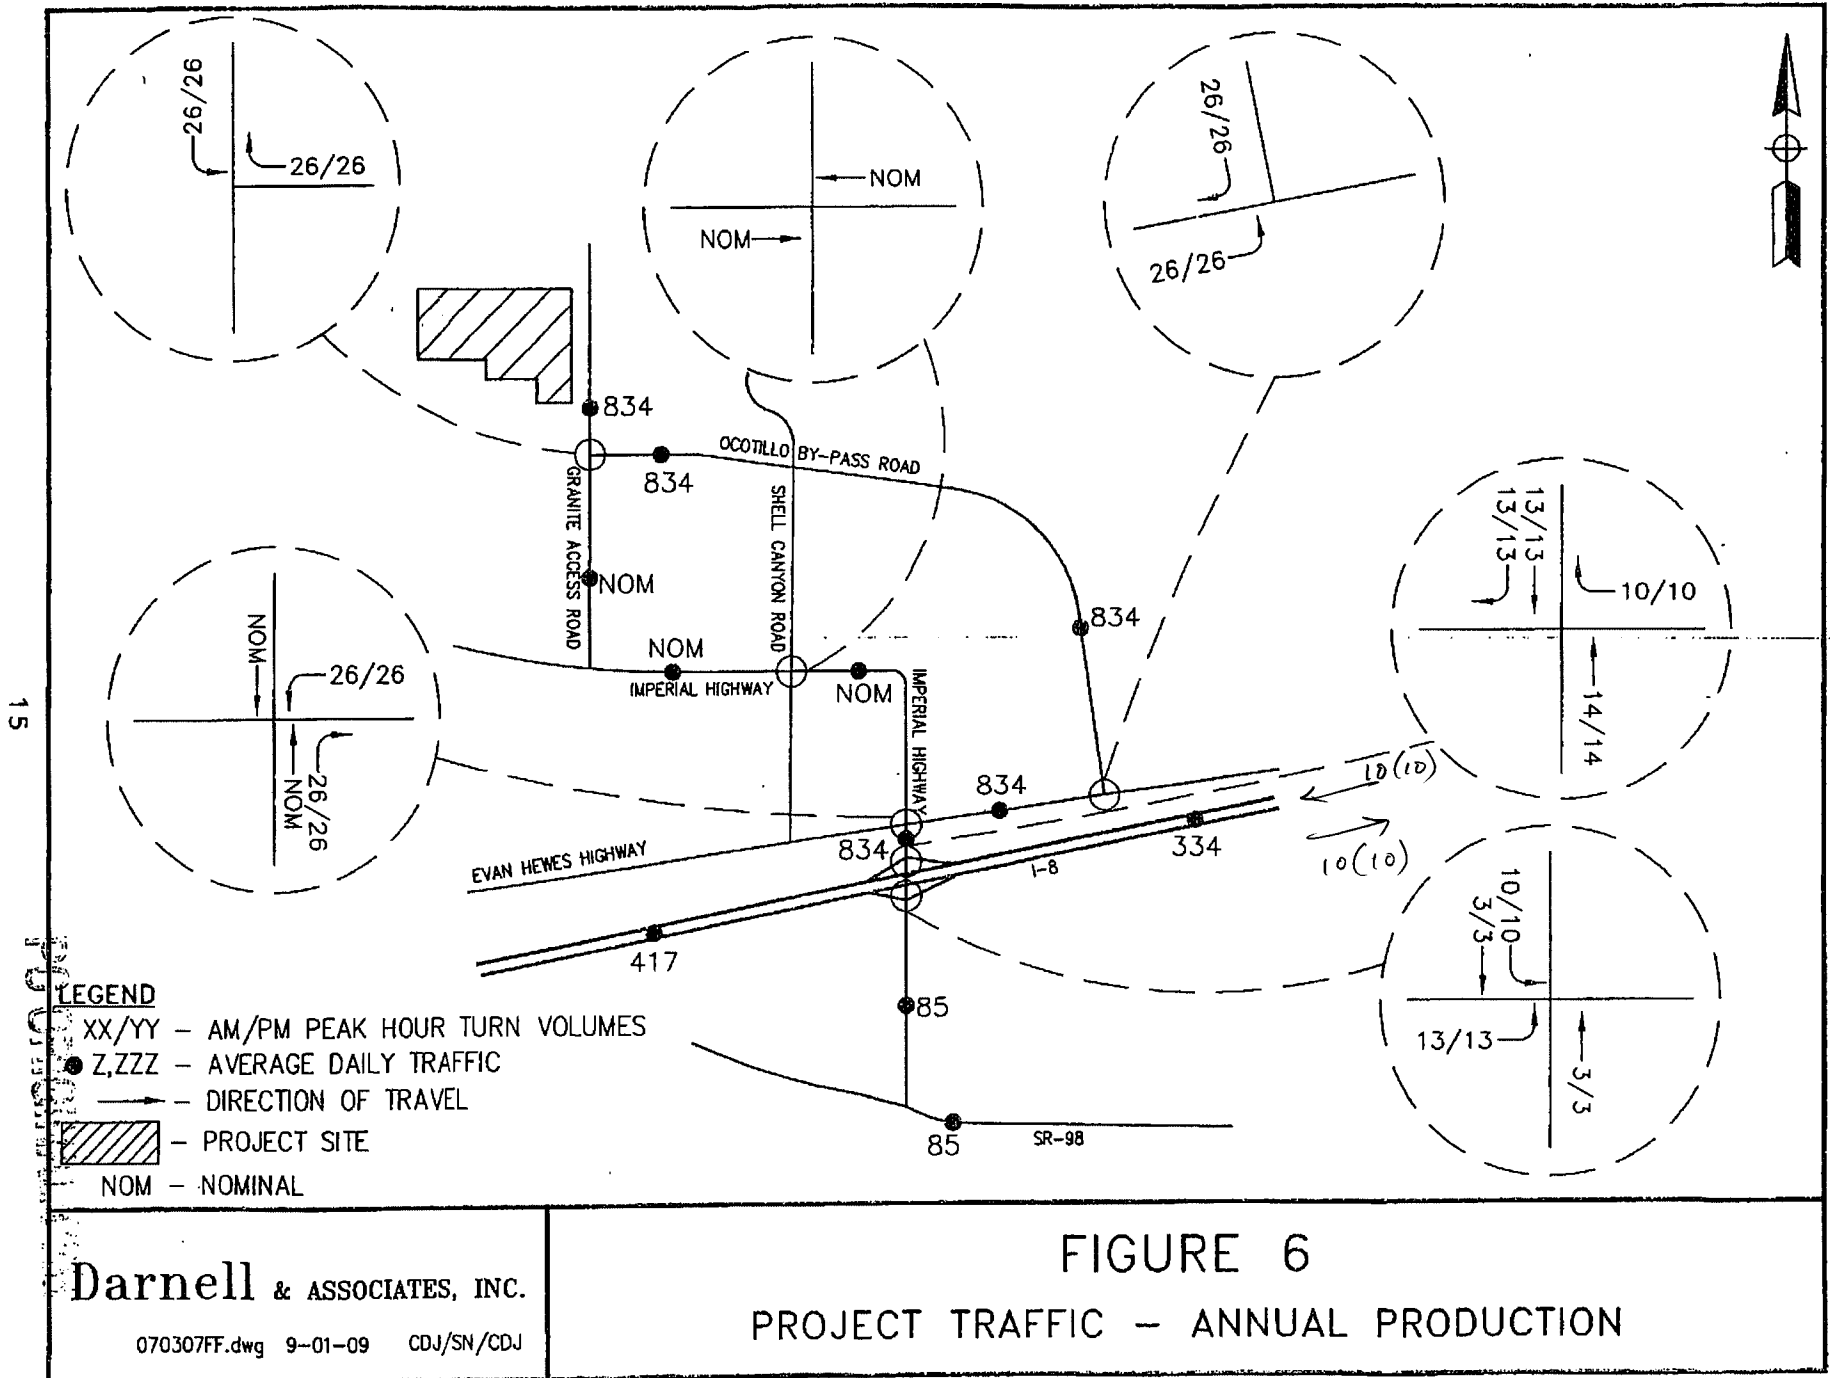 26/26
26/26
NOM
NOM
26/26
26/26
834
834
OCOTILLO BY-PASS ROAD
GRANITE ACCESS ROAD
SHELL CANYON ROAD
NOM
NOM
IMPERIAL HIGHWAY
NOM
IMPERIAL HIGHWAY
834
13/13
13/13
10/10
14/14
NOM
26/26
26/26
NOM
15
10(10)
834
834
334
10(10)
EVAN HEWES HIGHWAY
I-8
417
10/10
3/3
13/13
3/3
85
85
SR-98
LEGEND
XX/YY - AM/PM PEAK HOUR TURN VOLUMES
Z,ZZZ - AVERAGE DAILY TRAFFIC
- DIRECTION OF TRAVEL
- PROJECT SITE
NOM - NOMINAL
Darnell & ASSOCIATES, INC.
070307FF.dwg 9-01-09 CDJ/SN/CDJ
FIGURE 6
PROJECT TRAFFIC - ANNUAL PRODUCTION